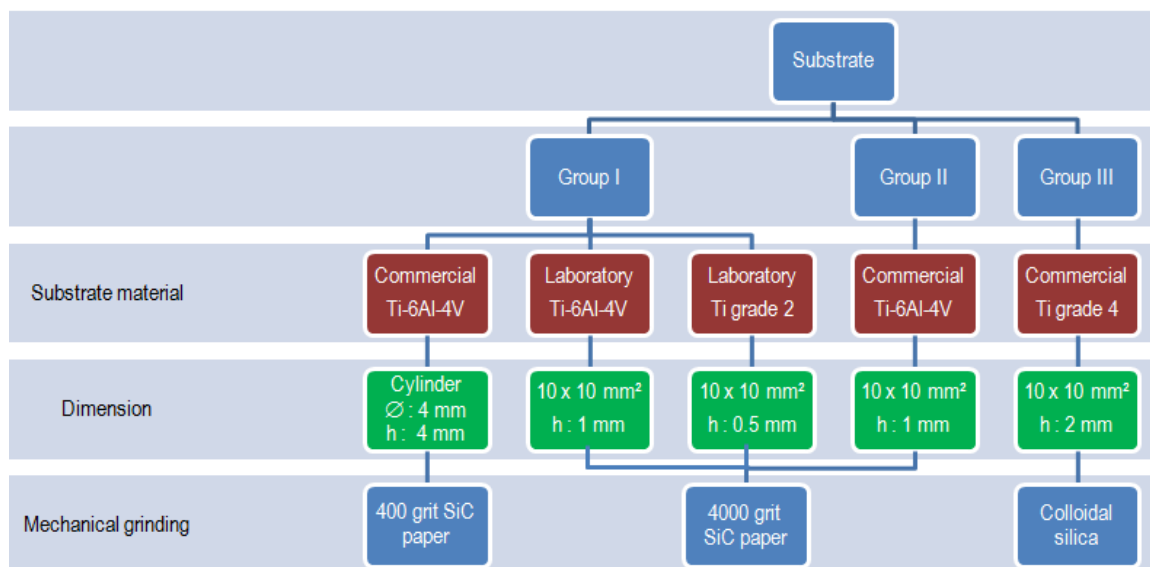 Substrate
Group I
Group II
Group III
Substrate material
Commercial
Ti-6Al-4V
Laboratory
Ti-6Al-4V
Laboratory
Ti grade 2
Commercial
Ti-6Al-4V
Commercial
Ti grade 4
Dimension
Cylinder
∅ : 4 mm
h : 4 mm
10 x 10 mm²
h : 1 mm
10 x 10 mm²
h : 0.5 mm
10 x 10 mm²
h : 1 mm
10 x 10 mm²
h : 2 mm
Mechanical grinding
400 grit SiC
paper
4000 grit
SiC paper
Colloidal
silica